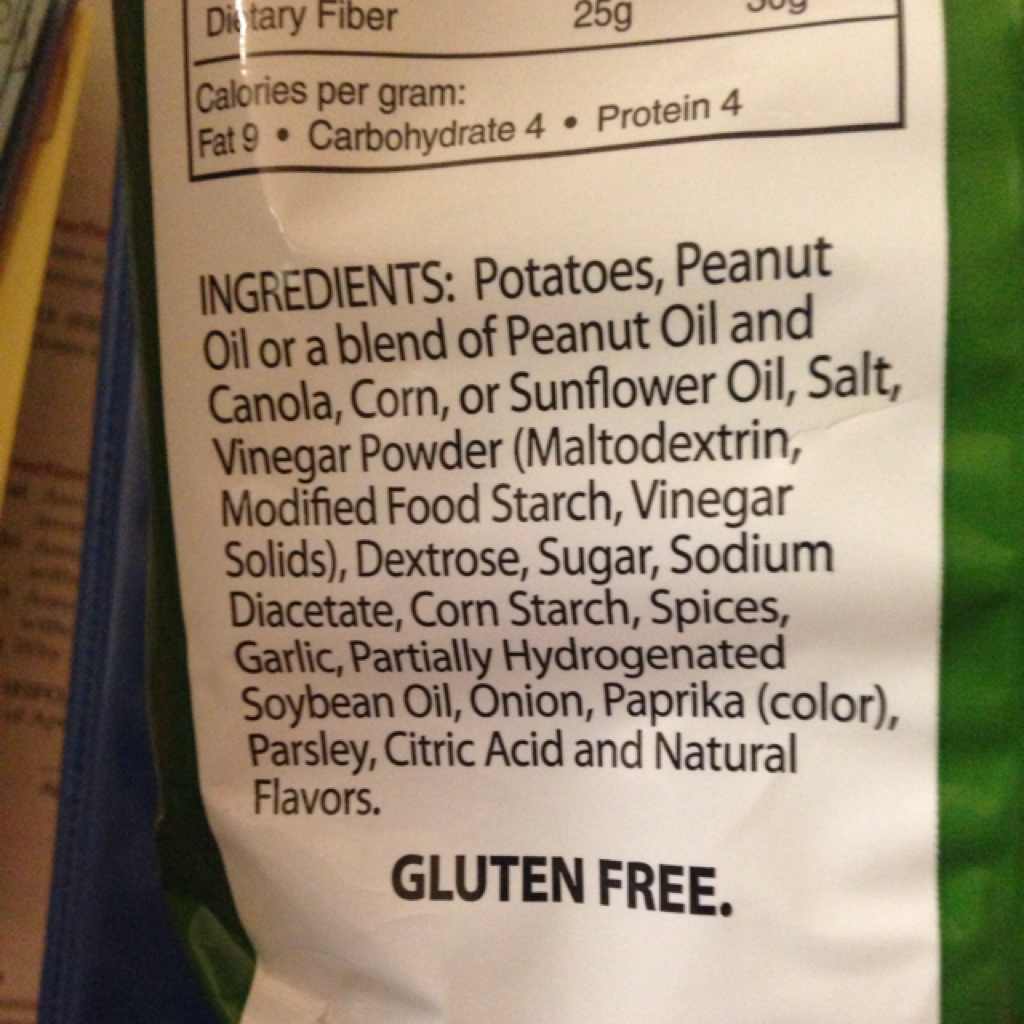 Dietary Fiber 25g 30g
Calories per gram:
Fat 9 • Carbohydrate 4 • Protein 4
INGREDIENTS: Potatoes, Peanut
Oil or a blend of Peanut Oil and
Canola, Corn, or Sunflower Oil, Salt,
Vinegar Powder (Maltodextrin,
Modified Food Starch, Vinegar
Solids), Dextrose, Sugar, Sodium
Diacetate, Corn Starch, Spices,
Garlic, Partially Hydrogenated
Soybean Oil, Onion, Paprika (color),
Parsley, Citric Acid and Natural
Flavors.
GLUTEN FREE.